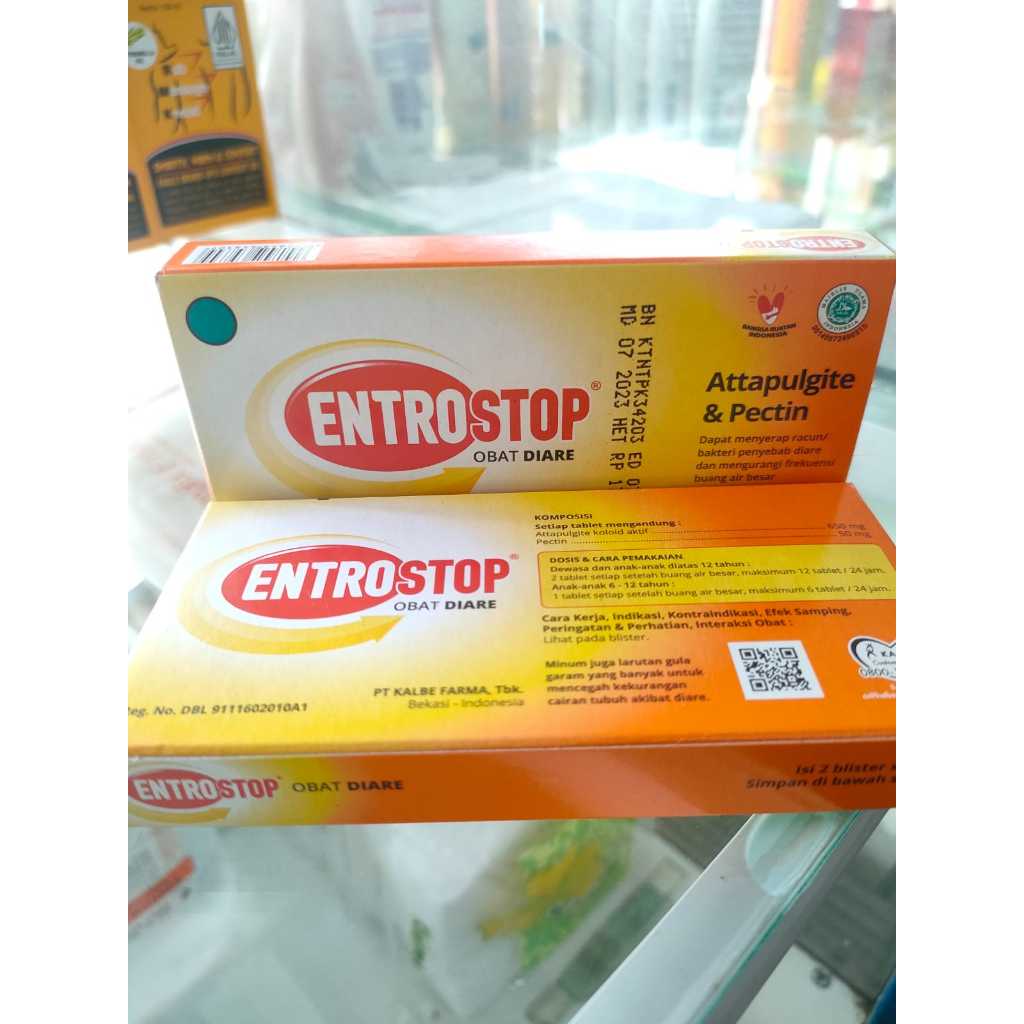 ENTROSTOP
ENTROSTOP®
OBAT DIARE
BN KTNTPK34203 ED
MD 07 2023 HET RP
BANGGA BUATAN
INDONESIA
MAJELIS ULAMA
INDONESIA
Attapulgite
& Pectin
Dapat menyerap racun/
bakteri penyebab diare
dan mengurangi frekuensi
buang air besar
ENTROSTOP®
OBAT DIARE
KOMPOSISI
Setiap tablet mengandung :
Attapulgite koloid aktif ........ 650 mg
Pectin ........ 50 mg
DOSIS & CARA PEMAKAIAN
Dewasa dan anak-anak diatas 12 tahun :
2 tablet setiap setelah buang air besar, maksimum 12 tablet / 24 jam.
Anak-anak 6 - 12 tahun :
1 tablet setiap setelah buang air besar, maksimum 6 tablet / 24 jam.
Cara Kerja, Indikasi, Kontraindikasi, Efek Samping,
Peringatan & Perhatian, Interaksi Obat :
Lihat pada blister.
Minum juga larutan gula
garam yang banyak untuk
mencegah kekurangan
cairan tubuh akibat diare.
0800
PT KALBE FARMA, Tbk.
Bekasi - Indonesia
No. DBL 9111602010A1
ENTROSTOP® OBAT DIARE
Isi 2 blister
Simpan di bawah